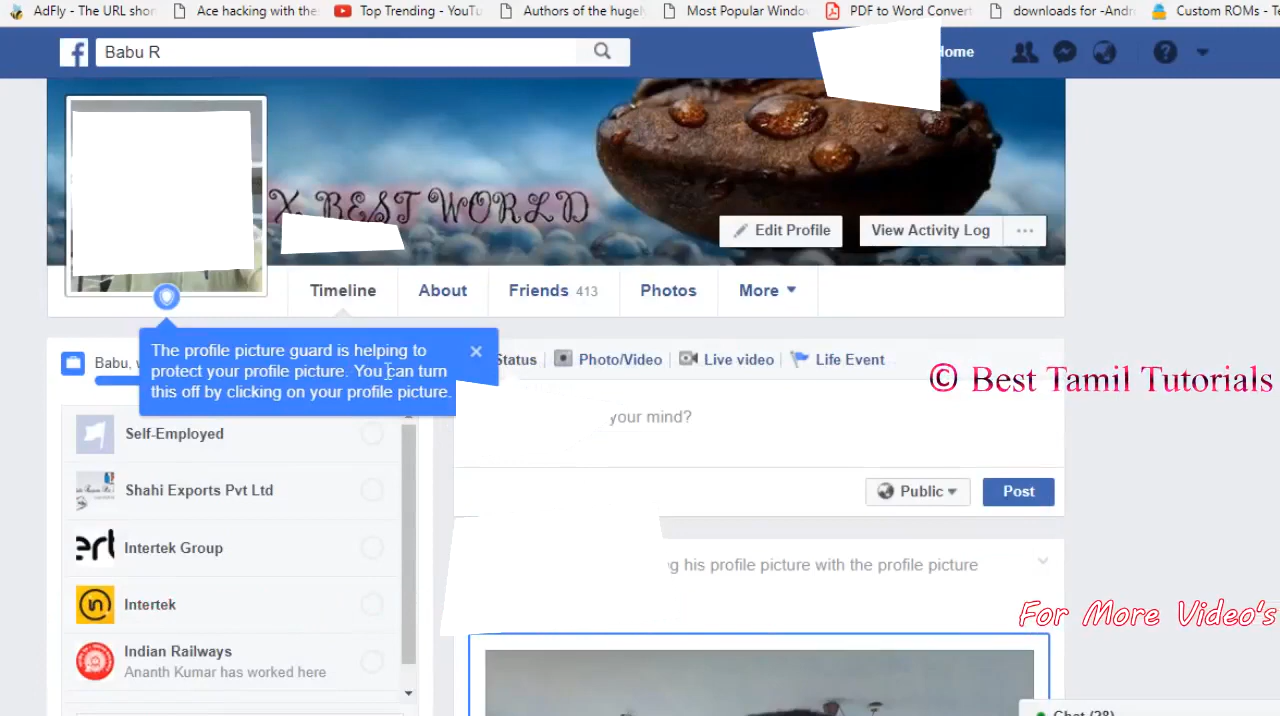 AdFly - The URL shor
Ace hacking with the
Top Trending - YouTu
Authors of the hugel
Most Popular Windo
PDF to Word Convert
downloads for -Andr
Custom ROMs - Te
Babu R
Home
X BEST WORLD
Edit Profile
View Activity Log
Timeline
About
Friends 413
Photos
More
The profile picture guard is helping to
protect your profile picture. You can turn
this off by clicking on your profile picture.
Babu,
Status
Photo/Video
Live video
Life Event
© Best Tamil Tutorials
your mind?
Self-Employed
Shahi Exports Pvt Ltd
Public
Post
Intertek Group
g his profile picture with the profile picture
Intertek
For More Video's
Indian Railways
Ananth Kumar has worked here
Chat (28)